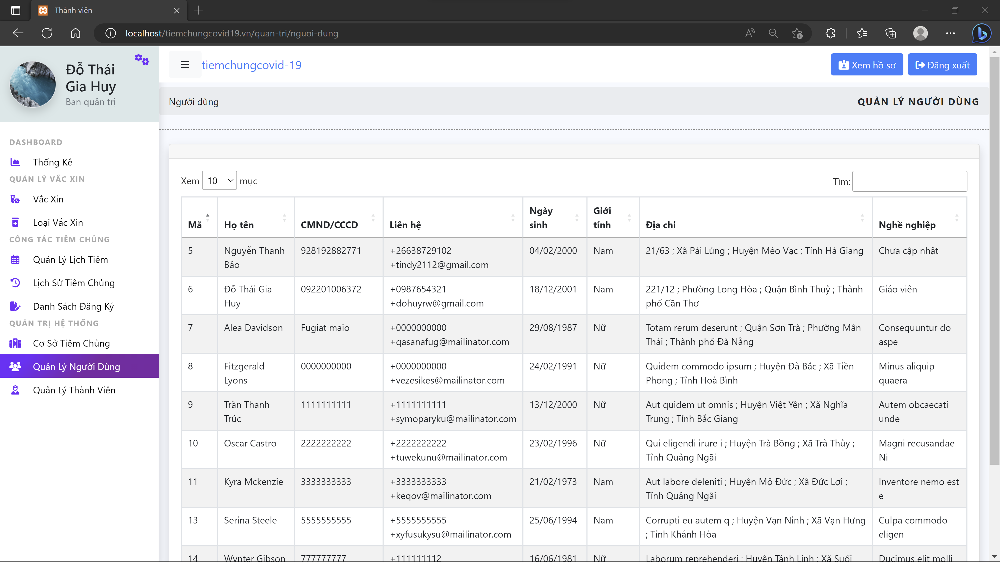 Thành viên
localhost/tiemchungcovid19.vn/quan-tri/nguoi-dung
Đỗ Thái
Gia Huy
Ban quản trị
tiemchungcovid-19
Xem hồ sơ
Đăng xuất
Người dùng
QUẢN LÝ NGƯỜI DÙNG
DASHBOARD
Thống Kê
QUẢN LÝ VẮC XIN
Vắc Xin
Loại Vắc Xin
CÔNG TÁC TIÊM CHỦNG
Quản Lý Lịch Tiêm
Lịch Sử Tiêm Chủng
Danh Sách Đăng Ký
QUẢN TRỊ HỆ THỐNG
Cơ Sở Tiêm Chủng
Quản Lý Người Dùng
Quản Lý Thành Viên
Xem 10 mục
Tìm:
Mã Họ tên CMND/CCCD Liên hệ Ngày sinh Giới tính Địa chỉ Nghề nghiệp
5 Nguyễn Thanh 928192882771 +26638729102 04/02/2000 Nam 21/63 ; Xã Pải Lủng ; Huyện Mèo Vạc ; Tỉnh Hà Giang Chưa cập nhật
Bảo +tindy2112@gmail.com
6 Đỗ Thái Gia 092201006372 +0987654321 18/12/2001 Nam 221/12 ; Phường Long Hòa ; Quận Bình Thuỷ ; Thành Giáo viên
Huy +dohuyrw@gmail.com phố Cần Thơ
7 Alea Davidson Fugiat maio +0000000000 29/08/1987 Nữ Totam rerum deserunt ; Quận Sơn Trà ; Phường Mân Consequuntur do
+qasanafug@mailinator.com Thái ; Thành phố Đà Nẵng aspe
8 Fitzgerald 0000000000 +0000000000 24/02/1991 Nữ Quidem commodo ipsum ; Huyện Đà Bắc ; Xã Tiền Minus aliquip
Lyons +vezesikes@mailinator.com Phong ; Tỉnh Hoà Bình quaera
9 Trần Thanh 1111111111 +1111111111 13/12/2000 Nữ Aut quidem ut omnis ; Huyện Việt Yên ; Xã Nghĩa Autem obcaecati
Trúc +symoparyku@mailinator.com Trung ; Tỉnh Bắc Giang unde
10 Oscar Castro 2222222222 +2222222222 23/02/1996 Nữ Qui eligendi irure i ; Huyện Trà Bồng ; Xã Trà Thủy ; Magni recusandae
+tuwekunu@mailinator.com Tỉnh Quảng Ngãi Ni
11 Kyra Mckenzie 3333333333 +3333333333 21/02/1973 Nam Aut labore deleniti ; Huyện Mộ Đức ; Xã Đức Lợi ; Inventore nemo est
+keqov@mailinator.com Tỉnh Quảng Ngãi e
13 Serina Steele 5555555555 +5555555555 25/06/1994 Nam Corrupti eu autem q ; Huyện Vạn Ninh ; Xã Vạn Hưng Culpa commodo
+xyfusukysu@mailinator.com ; Tỉnh Khánh Hòa eligen
14 Wynter Gibson 777777777 +111111112 16/06/1981 Nữ Laborum reprehenderi ; Huyện Tánh Linh ; Xã Suối Ducimus elit molli